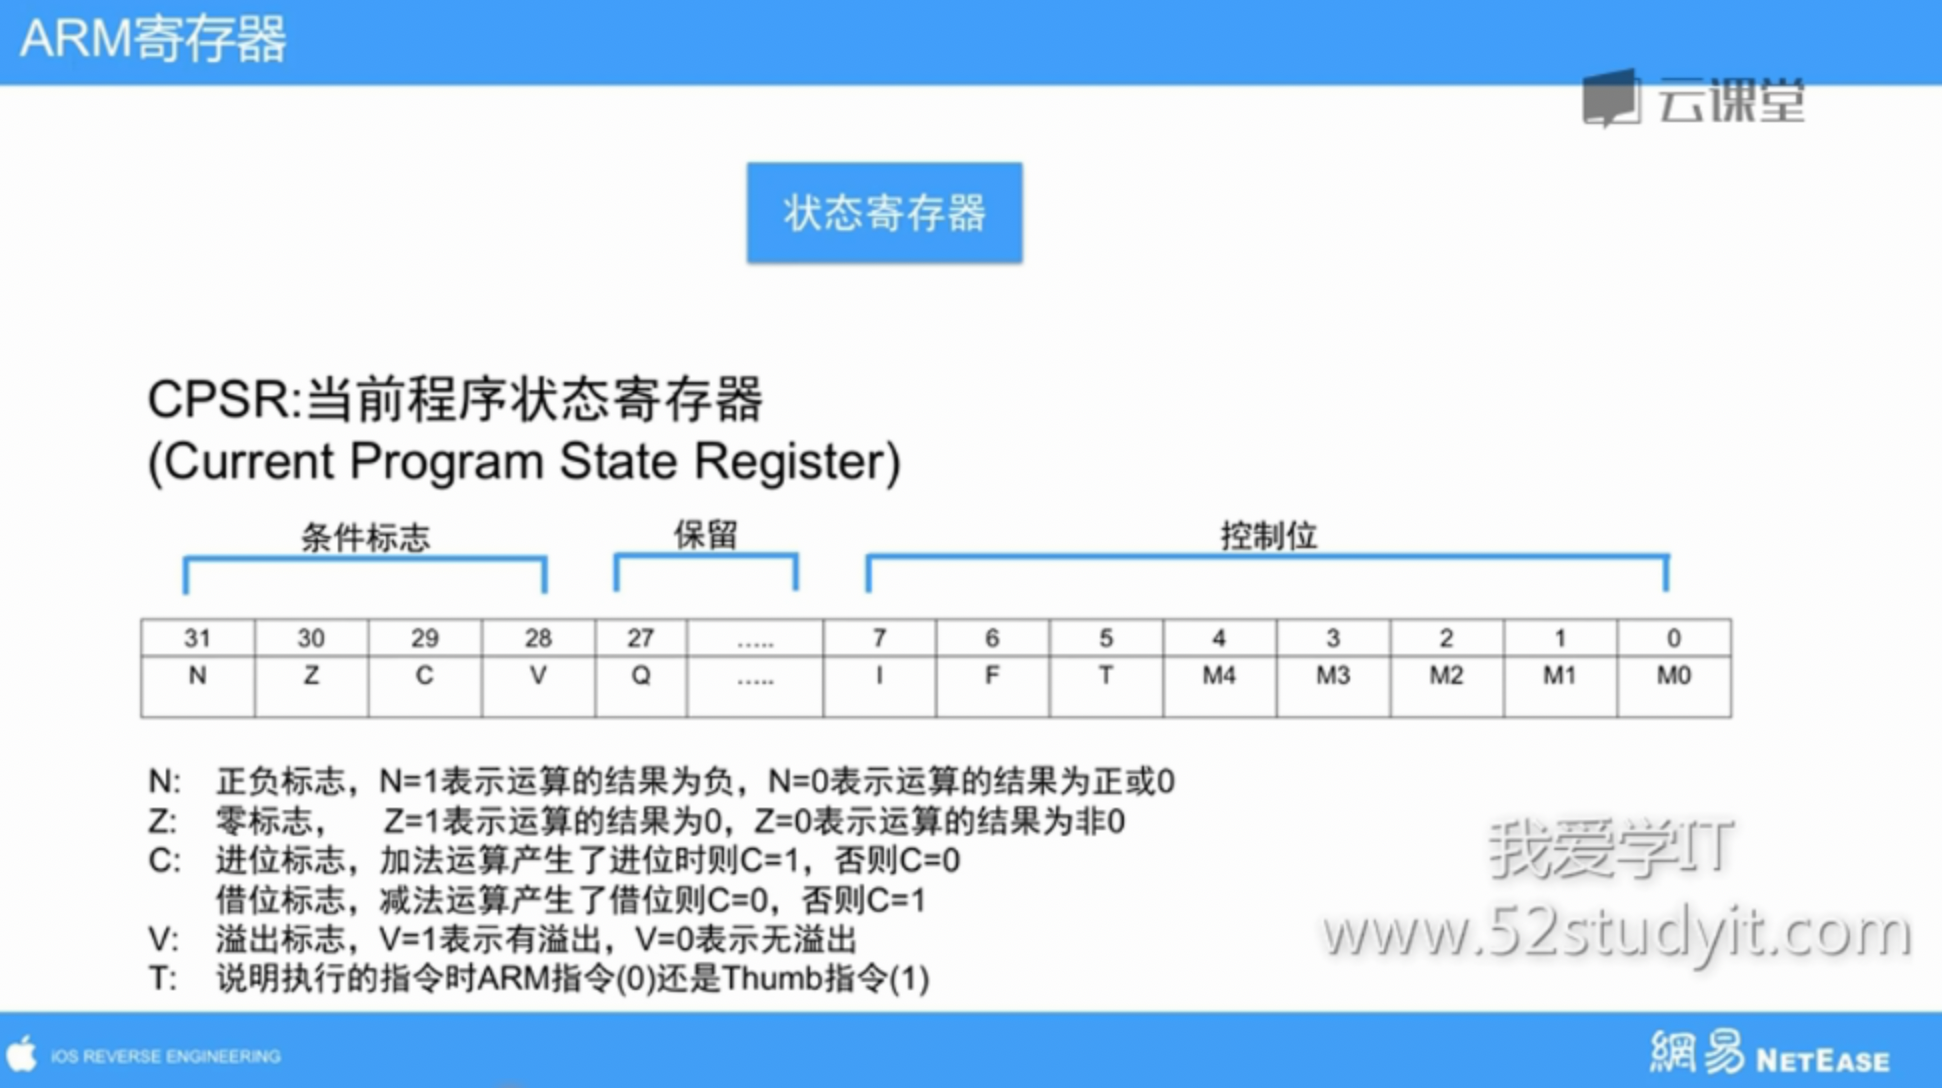 ARM寄存器
云课堂
状态寄存器
CPSR:当前程序状态寄存器
(Current Program State Register)
条件标志 保留 控制位
31 30 29 28 27 ..... 7 6 5 4 3 2 1 0
N Z C V Q ..... I F T M4 M3 M2 M1 M0
N: 正负标志，N=1表示运算的结果为负，N=0表示运算的结果为正或0
Z: 零标志， Z=1表示运算的结果为0，Z=0表示运算的结果为非0
C: 进位标志，加法运算产生了进位时则C=1，否则C=0
借位标志，减法运算产生了借位则C=0，否则C=1
V: 溢出标志，V=1表示有溢出，V=0表示无溢出
T: 说明执行的指令时ARM指令(0)还是Thumb指令(1)
我爱学IT
www.52studyit.com
iOS REVERSE ENGINEERING
網易 NETEASE